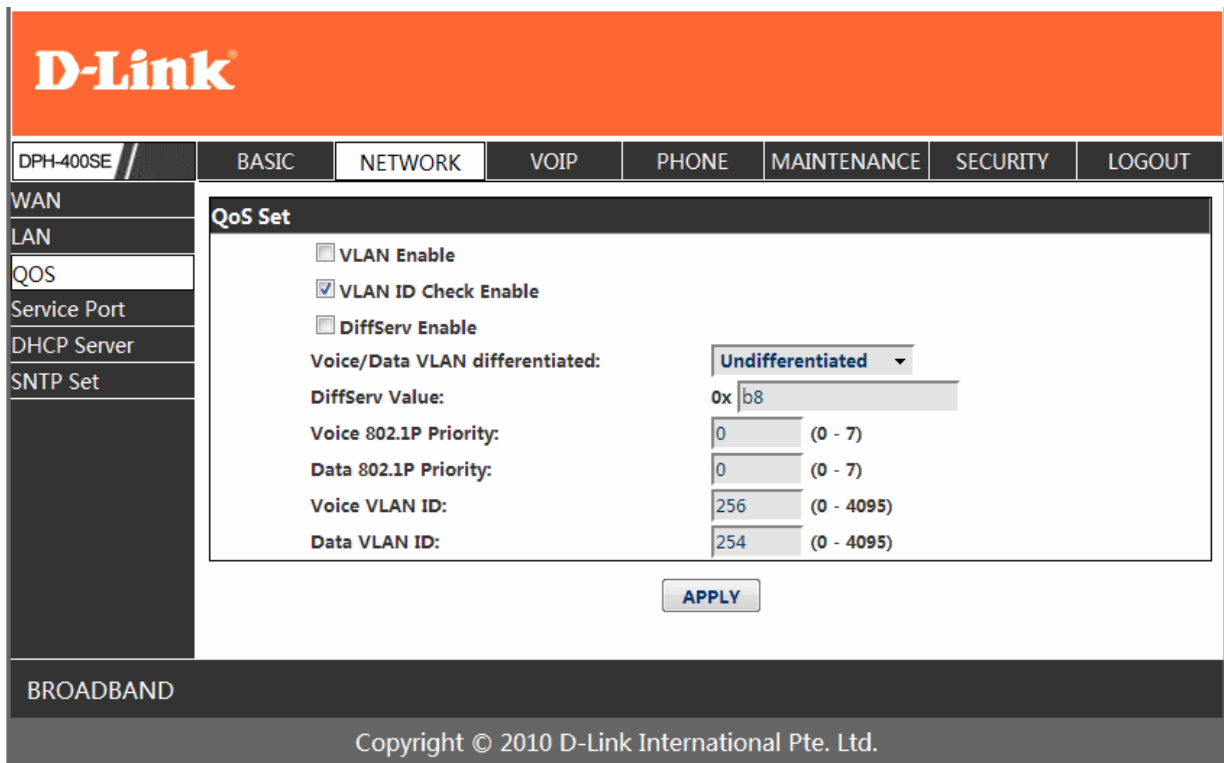 D-Link®
DPH-400SE BASIC NETWORK VOIP PHONE MAINTENANCE SECURITY LOGOUT
WAN
LAN
QOS
Service Port
DHCP Server
SNTP Set
QoS Set
VLAN Enable
VLAN ID Check Enable
DiffServ Enable
Voice/Data VLAN differentiated: Undifferentiated
DiffServ Value: 0x b8
Voice 802.1P Priority: 0 (0 - 7)
Data 802.1P Priority: 0 (0 - 7)
Voice VLAN ID: 256 (0 - 4095)
Data VLAN ID: 254 (0 - 4095)
APPLY
BROADBAND
Copyright © 2010 D-Link International Pte. Ltd.